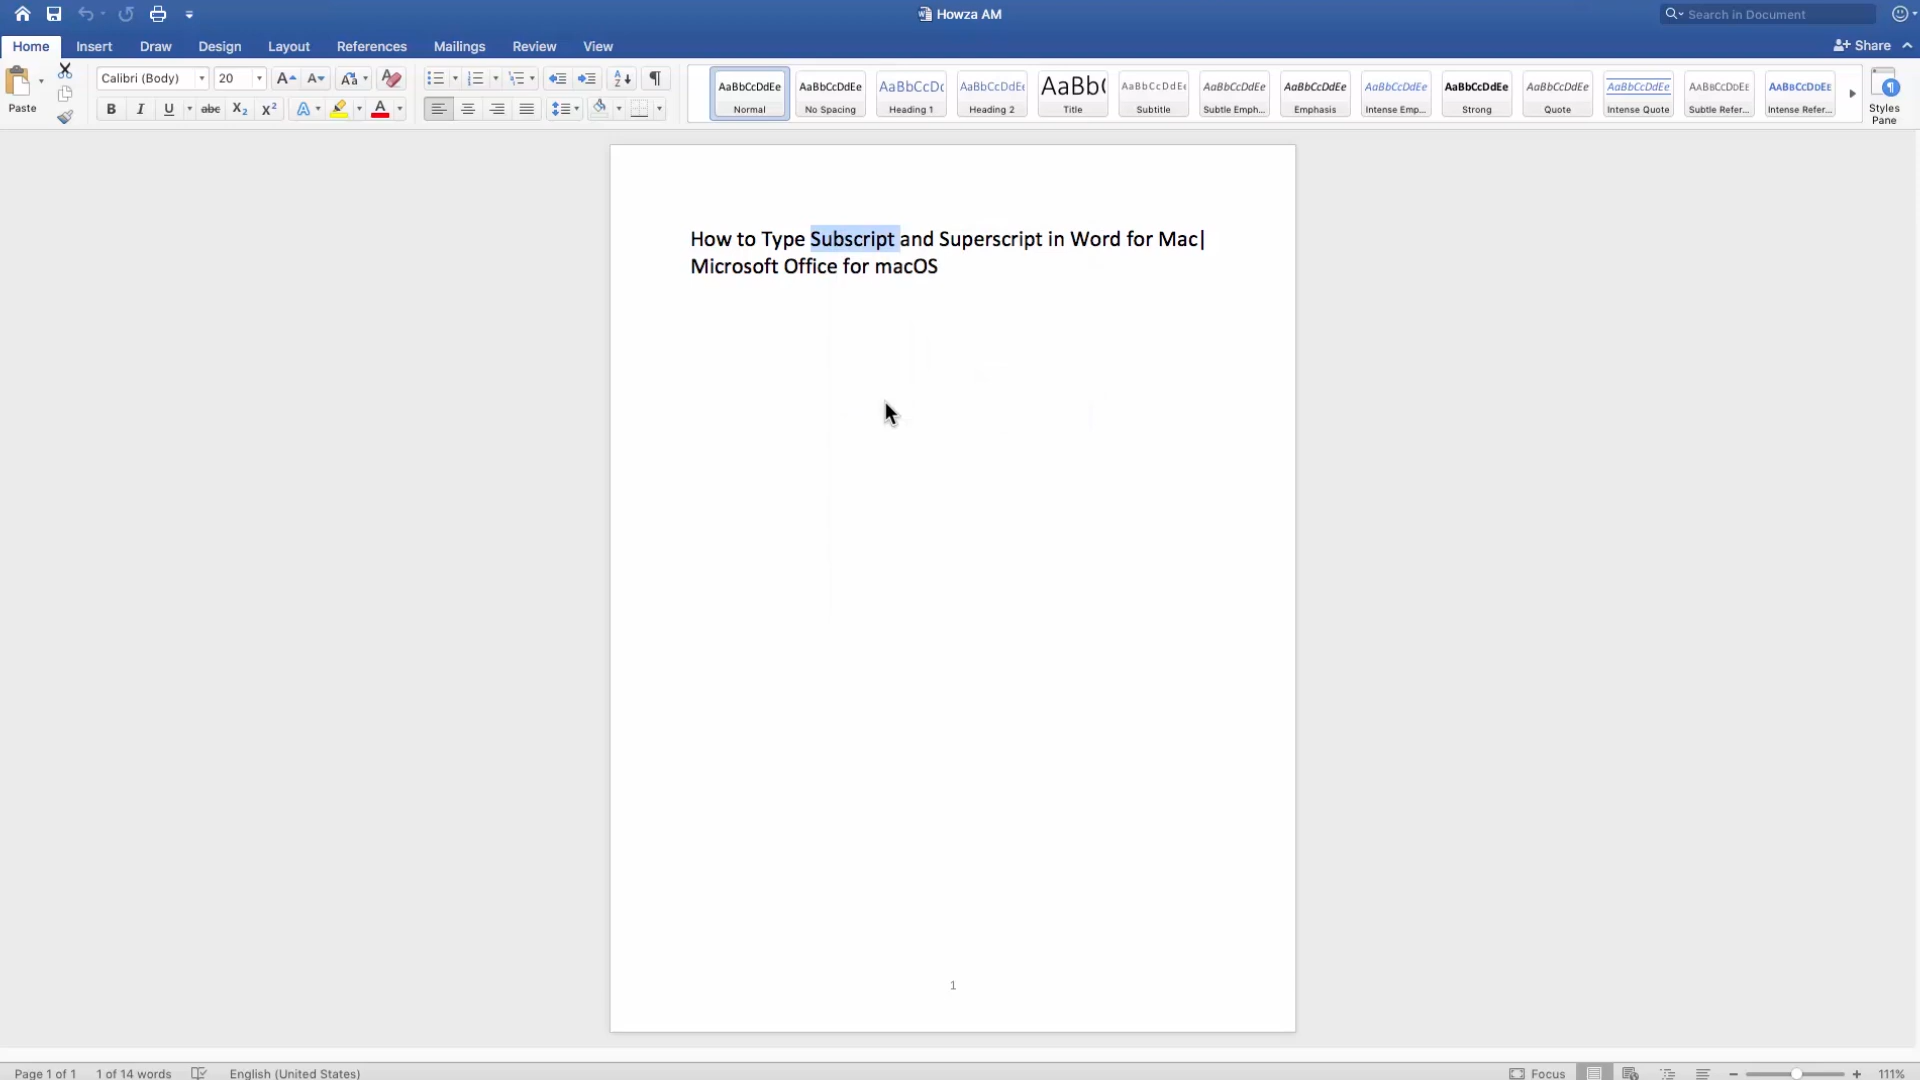 Howza AM
Search in Document
Home Insert Draw Design Layout References Mailings Review View Share
Paste
Calibri (Body) 20
B I U abc X2 X2
AaBbCcDdEe AaBbCcDdEe AaBbCcDc AaBbCcDdEe AaBb( AaBbCcDdEe AaBbCcDdEe AaBbCcDdEe AaBbCcDdEe AaBbCcDdEe AaBbCcDdEe AaBbCcDdEe AABBCCDDEE AABBCCDDEE
Normal No Spacing Heading 1 Heading 2 Title Subtitle Subtle Emph... Emphasis Intense Emp... Strong Quote Intense Quote Subtle Refer... Intense Refer...
Styles
Pane
How to Type Subscript and Superscript in Word for Mac|
Microsoft Office for macOS
1
Page 1 of 1 1 of 14 words English (United States) Focus 111%